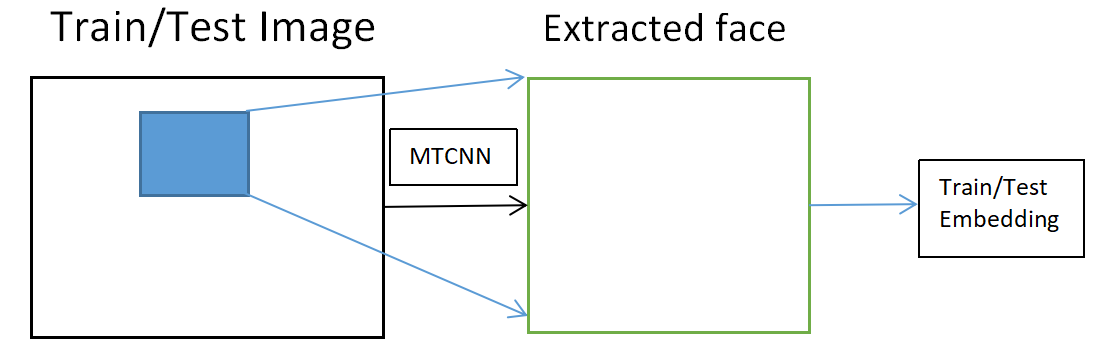 Train/Test Image
Extracted face
MTCNN
Train/Test
Embedding